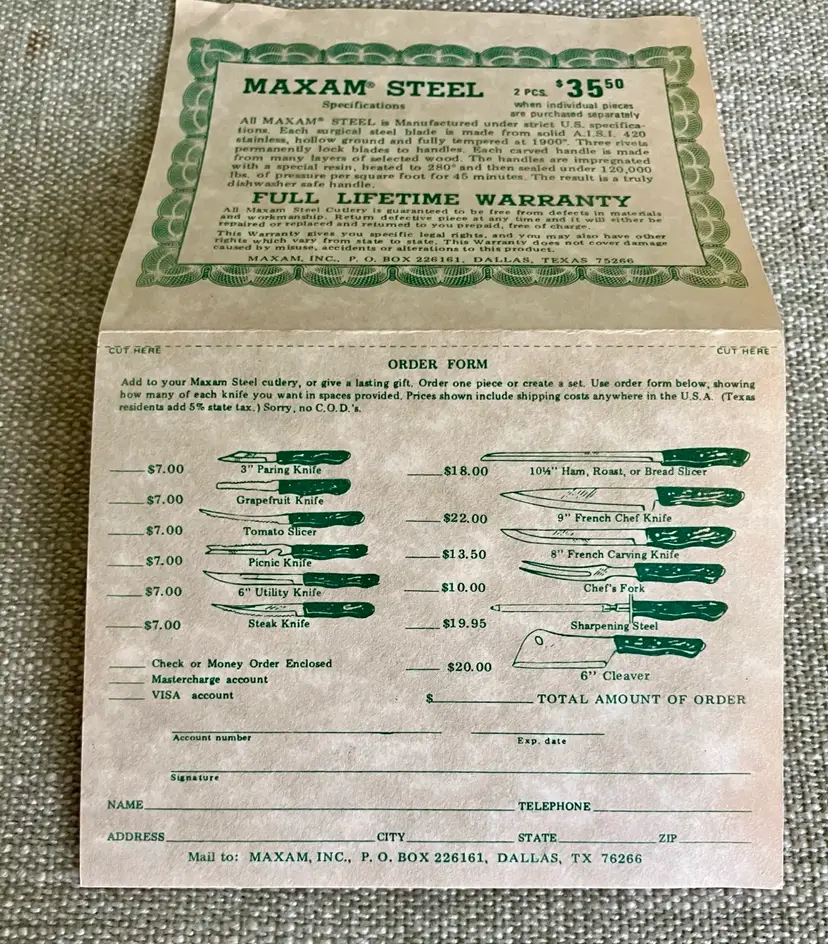 MAXAM® STEEL 2 PCS. $35⁵⁰
Specifications when individual pieces
are purchased separately
All MAXAM® STEEL is Manufactured under strict U.S. specifica-
tions. Each surgical steel blade is made from solid A.I.S.I. 420
stainless, hollow ground and fully tempered at 1900°. Three rivets
permanently lock blades to handles. Each carved handle is made
from many layers of selected wood. The handles are impregnated
with a special resin, heated to 280° and then sealed under 120,000
lbs. of pressure per square foot for 45 minutes. The result is a truly
dishwasher safe handle.
FULL LIFETIME WARRANTY
All Maxam Steel Cutlery is guaranteed to be free from defects in materials
and workmanship. Return defective piece at any time and it will either be
repaired or replaced and returned to you prepaid, free of charge.
This Warranty gives you specific legal rights, and you may also have other
rights which vary from state to state. This Warranty does not cover damage
caused by misuse, accidents or alterations to this product.
MAXAM, INC., P. O. BOX 226161, DALLAS, TEXAS 75266
CUT HERE CUT HERE
ORDER FORM
Add to your Maxam Steel cutlery, or give a lasting gift. Order one piece or create a set. Use order form below, showing
how many of each knife you want in spaces provided. Prices shown include shipping costs anywhere in the U.S.A. (Texas
residents add 5% state tax.) Sorry, no C.O.D.'s.
$7.00 3" Paring Knife
$7.00 Grapefruit Knife
$7.00 Tomato Slicer
$7.00 Picnic Knife
$7.00 6" Utility Knife
$7.00 Steak Knife
$18.00 10½" Ham, Roast, or Bread Slicer
$22.00 9" French Chef Knife
$13.50 8" French Carving Knife
$10.00 Chef's Fork
$19.95 Sharpening Steel
$20.00 6" Cleaver
Check or Money Order Enclosed
Mastercharge account
VISA account
$ TOTAL AMOUNT OF ORDER
Account number Exp. date
Signature
NAME TELEPHONE
ADDRESS CITY STATE ZIP
Mail to: MAXAM, INC., P. O. BOX 226161, DALLAS, TX 76266